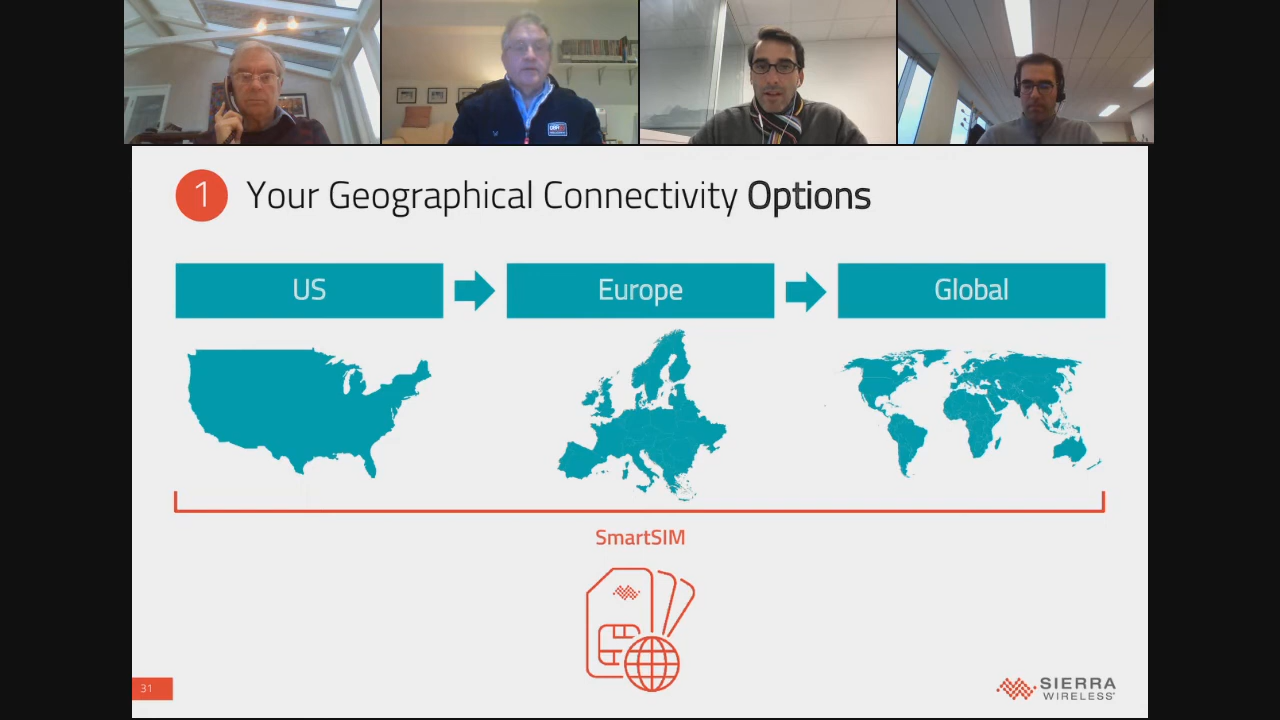 1 Your Geographical Connectivity Options
US
Europe
Global
SmartSIM
31
SIERRA
WIRELESS